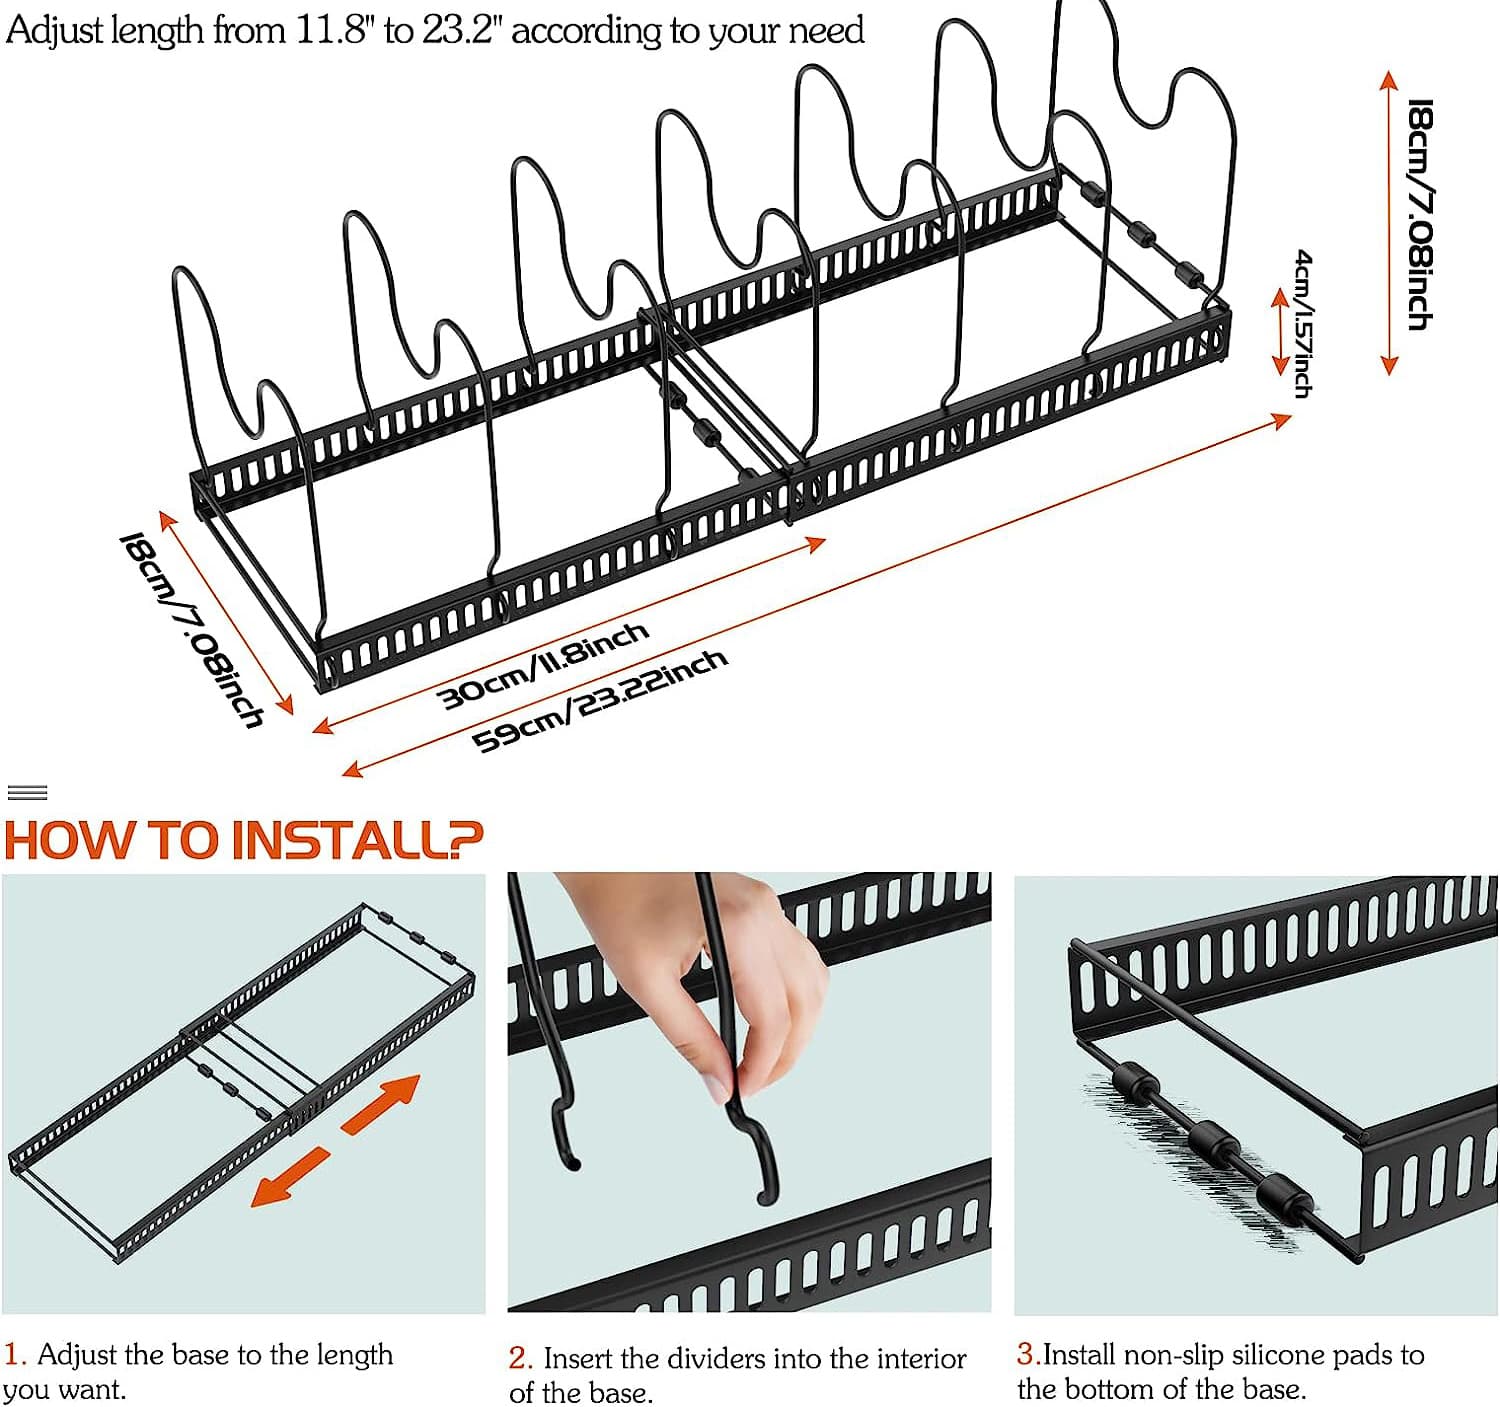 Adjust length from 11.8" to 23.2" according to your need
18cm/7.08inch
4cm/1.57inch
18cm/7.08inch
30cm/11.8inch
59cm/23.22inch
HOW TO INSTALL?
1. Adjust the base to the length
you want.
2. Insert the dividers into the interior
of the base.
3.Install non-slip silicone pads to
the bottom of the base.